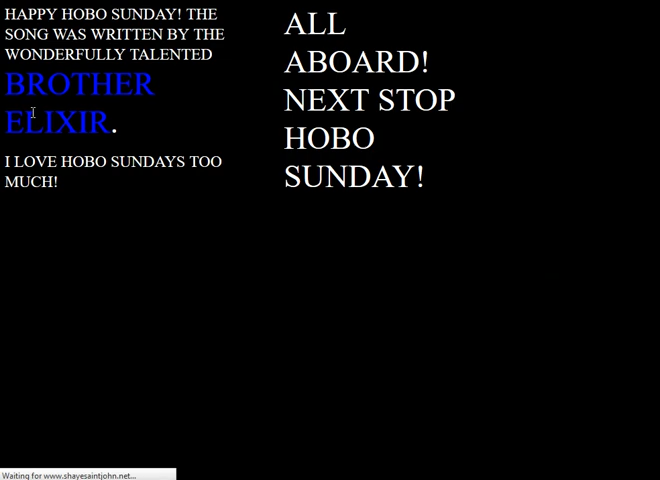 HAPPY HOBO SUNDAY! THE
SONG WAS WRITTEN BY THE
WONDERFULLY TALENTED
BROTHER
ELIXIR.
I LOVE HOBO SUNDAYS TOO
MUCH!
ALL
ABOARD!
NEXT STOP
HOBO
SUNDAY!
Waiting for www.shayesaintjohn.net...